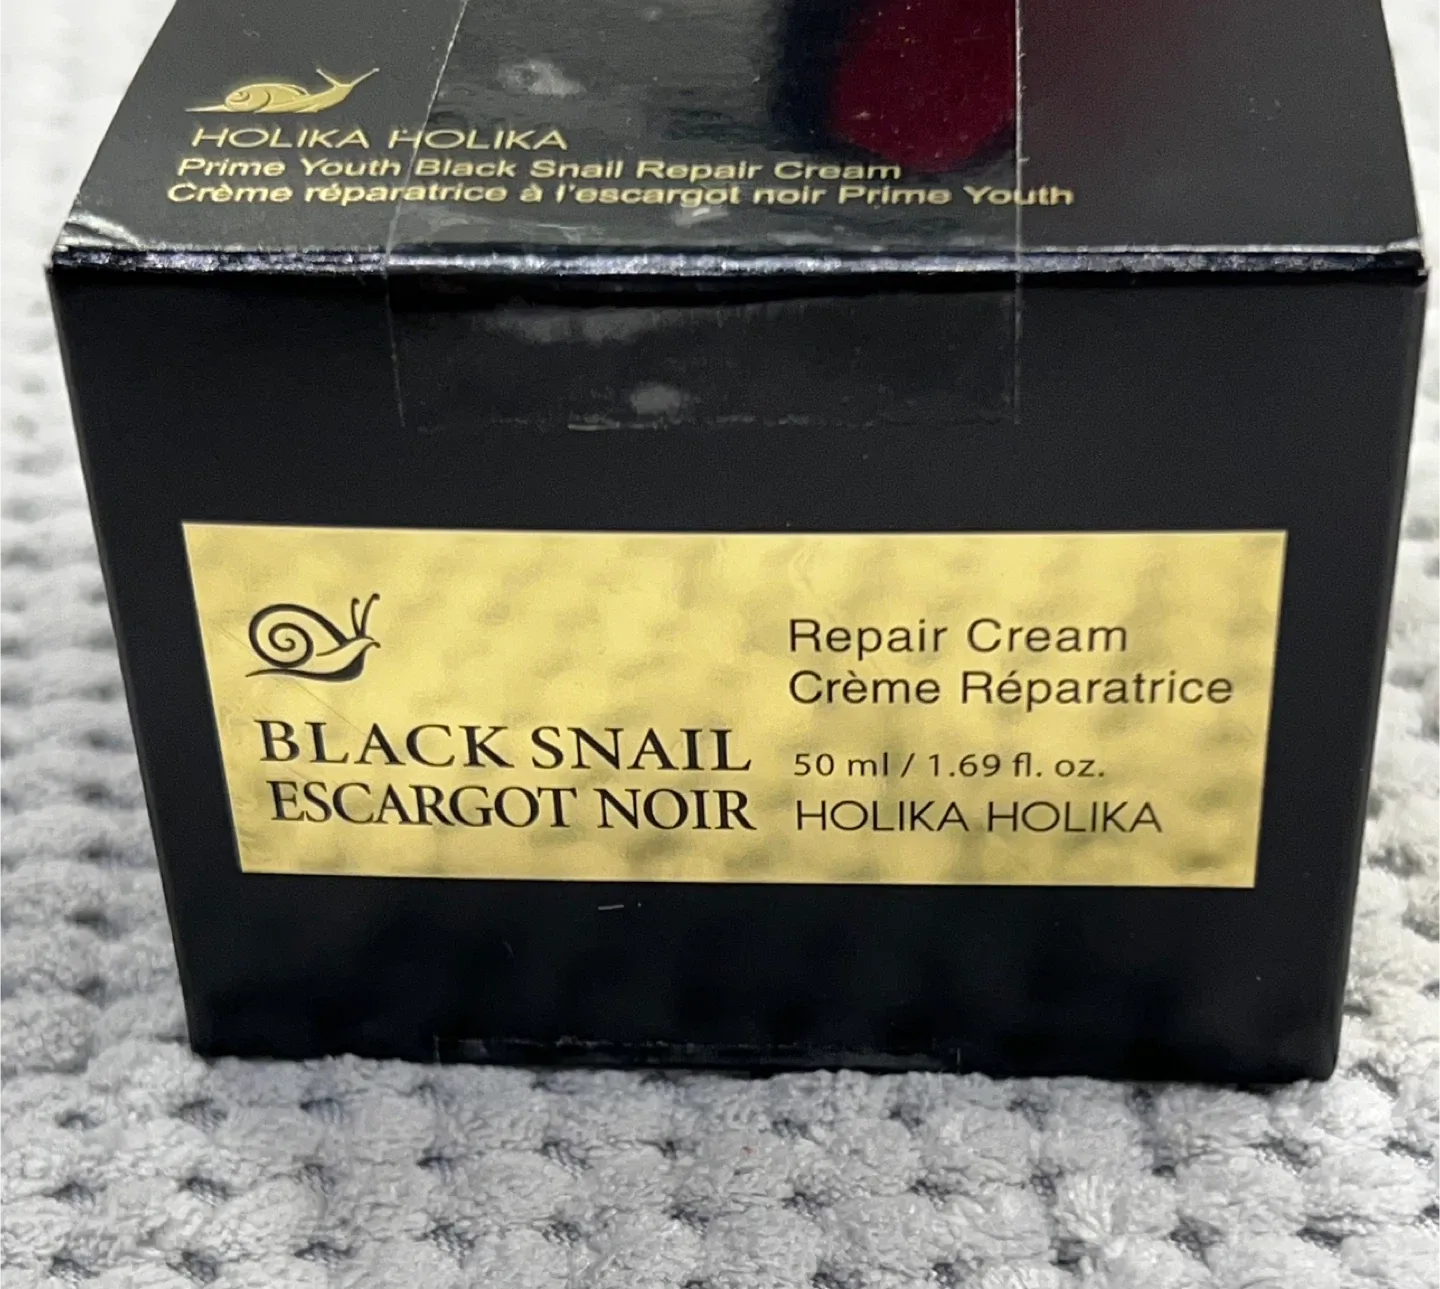 HOLIKA HOLIKA
Prime Youth Black Snail Repair Cream
Crème réparatrice à l'escargot noir Prime Youth
BLACK SNAIL
ESCARGOT NOIR
Repair Cream
Crème Réparatrice
50 ml / 1.69 fl. oz.
HOLIKA HOLIKA